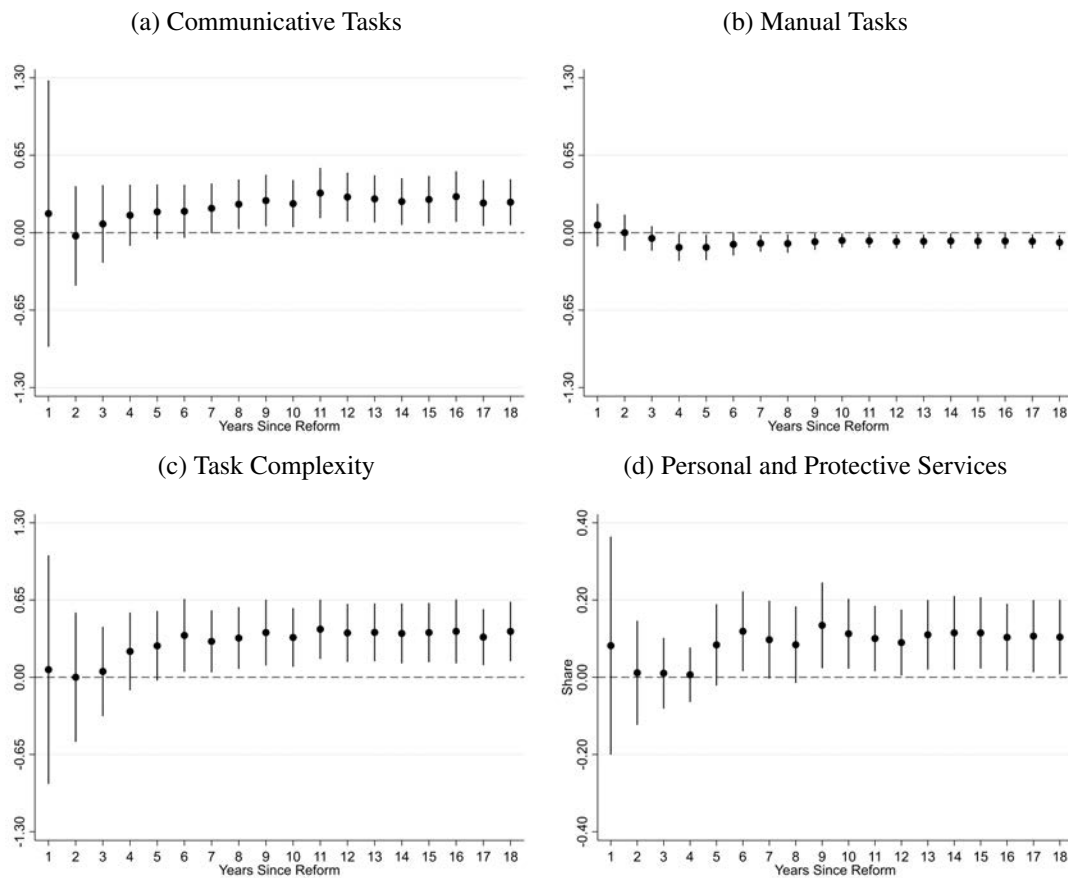 (a) Communicative Tasks
1.30
0.65
0.00
-0.65
-1.30
1 2 3 4 5 6 7 8 9 10 11 12 13 14 15 16 17 18
Years Since Reform
(b) Manual Tasks
1.30
0.65
0.00
-0.65
-1.30
1 2 3 4 5 6 7 8 9 10 11 12 13 14 15 16 17 18
Years Since Reform
(c) Task Complexity
1.30
0.65
0.00
-0.65
-1.30
1 2 3 4 5 6 7 8 9 10 11 12 13 14 15 16 17 18
Years Since Reform
(d) Personal and Protective Services
Share
0.40
0.20
0.00
-0.20
-0.40
1 2 3 4 5 6 7 8 9 10 11 12 13 14 15 16 17 18
Years Since Reform